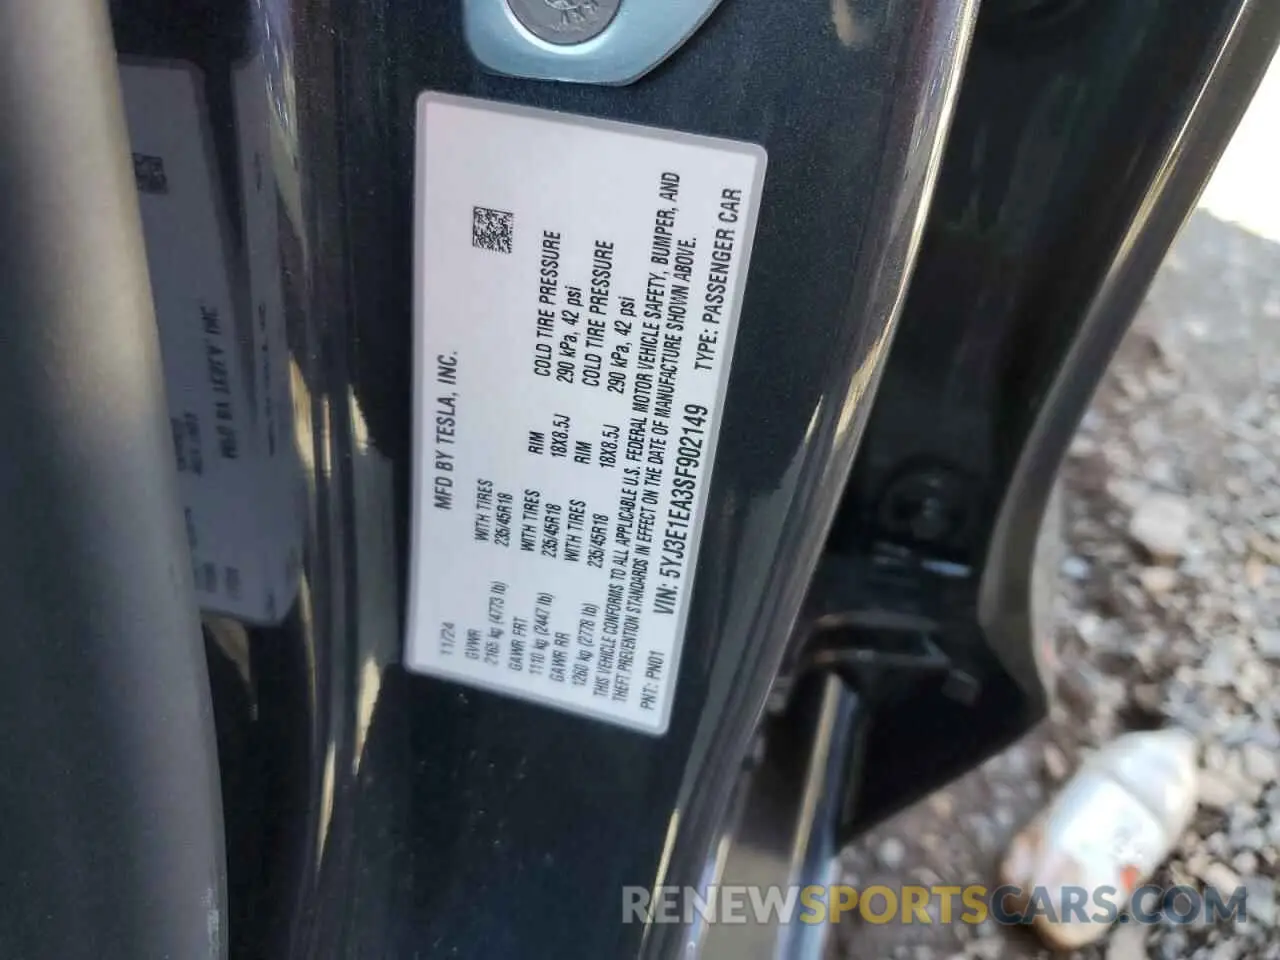 MFD BY TESLA, INC.
11/24
GVWR
2165 kg (4773 lb)
WITH TIRES
235/45R18
RIM
18X8.5J
COLD TIRE PRESSURE
290 kPa, 42 psi
GAWR FRT
1110 kg (2447 lb)
WITH TIRES
235/45R18
RIM
18X8.5J
COLD TIRE PRESSURE
290 kPa, 42 psi
GAWR RR
1260 kg (2778 lb)
WITH TIRES
235/45R18
THIS VEHICLE CONFORMS TO ALL APPLICABLE U.S. FEDERAL MOTOR VEHICLE SAFETY, BUMPER, AND
THEFT PREVENTION STANDARDS IN EFFECT ON THE DATE OF MANUFACTURE SHOWN ABOVE.
PNT: PN01 VIN: 5YJ3E1EA3SF902149 TYPE: PASSENGER CAR
RENEWSPORTSCARS.COM